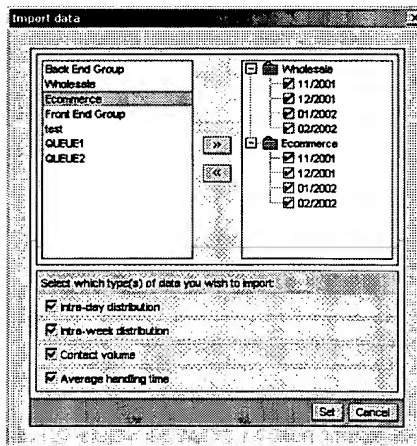 Import data
Back End Group
Wholesale
Ecommerce
Front End Group
test
QUEUE1
QUEUE2
>>
<<
Wholesale
11/2001
12/2001
01/2002
02/2002
Ecommerce
11/2001
12/2001
01/2002
02/2002
Select which type(s) of data you wish to import:
Intra-day distribution
Intra-week distribution
Contact volume
Average handling time
Set
Cancel